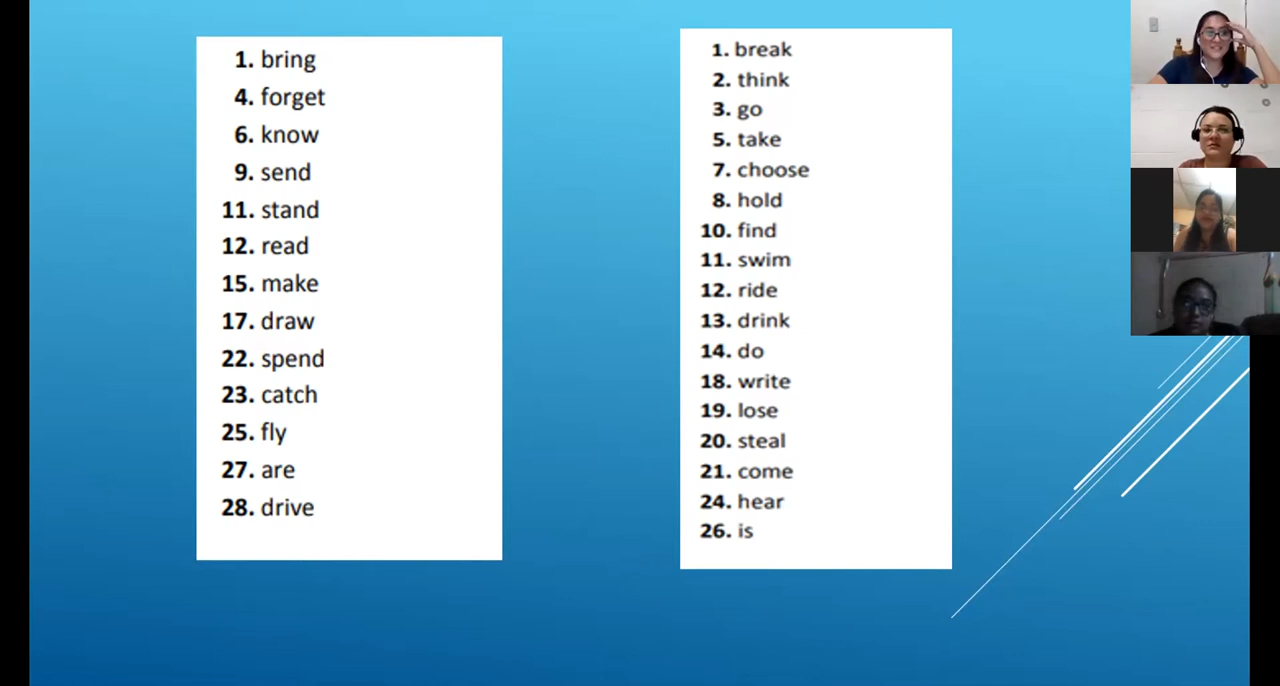 1. bring
4. forget
6. know
9. send
11. stand
12. read
15. make
17. draw
22. spend
23. catch
25. fly
27. are
28. drive
1. break
2. think
3. go
5. take
7. choose
8. hold
10. find
11. swim
12. ride
13. drink
14. do
18. write
19. lose
20. steal
21. come
24. hear
26. is